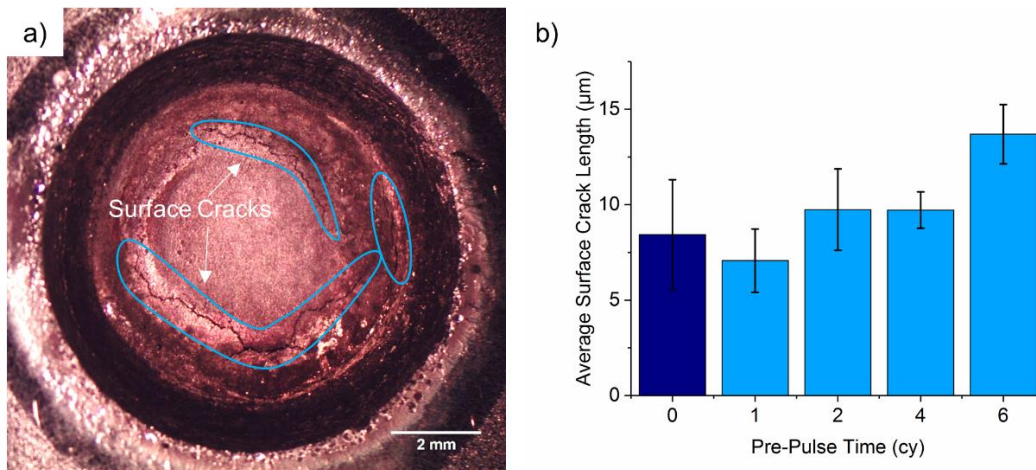 a)
Surface Cracks
2 mm
b)
Average Surface Crack Length (µm)
15
10
5
0
0 1 2 4 6
Pre-Pulse Time (cy)